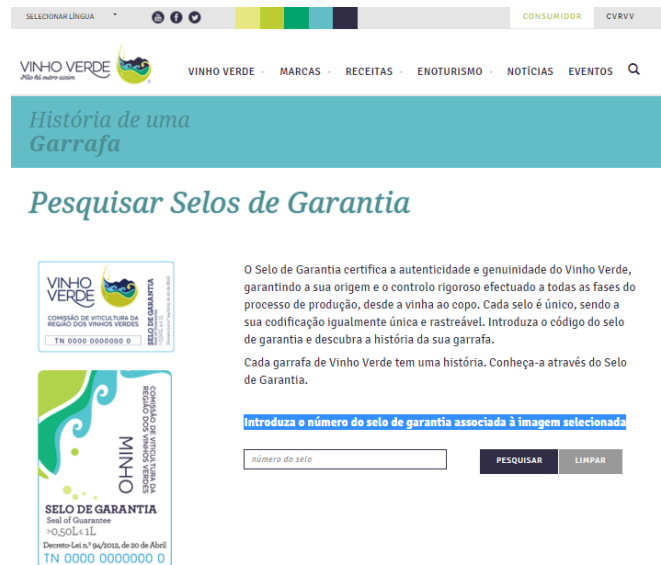 SELECIONAR LÍNGUA
CONSUMIDOR CVRVV
VINHO VERDE
Não há outro assim
VINHO VERDE MARCAS RECEITAS ENOTURISMO NOTÍCIAS EVENTOS
História de uma
Garrafa
Pesquisar Selos de Garantia
VINHO
VERDE
COMISSÃO DE VITICULTURA DA
REGIÃO DOS VINHOS VERDES
TN 0000 0000000 0
SELO DE GARANTIA
COMISSÃO DE VITICULTURA DA
REGIÃO DOS VINHOS VERDES
MINHO
SELO DE GARANTIA
Seal of Guarantee
>0,50L<1L
Decreto-Lei n.º 94/2012, de 20 de Abril
TN 0000 0000000 0
O Selo de Garantia certifica a autenticidade e genuinidade do Vinho Verde,
garantindo a sua origem e o controlo rigoroso efectuado a todas as fases do
processo de produção, desde a vinha ao copo. Cada selo é único, sendo a
sua codificação igualmente única e rastreável. Introduza o código do selo
de garantia e descubra a história da sua garrafa.
Cada garrafa de Vinho Verde tem uma história. Conheça-a através do Selo
de Garantia.
Introduza o número do selo de garantia associada à imagem selecionada
número do selo
PESQUISAR LIMPAR